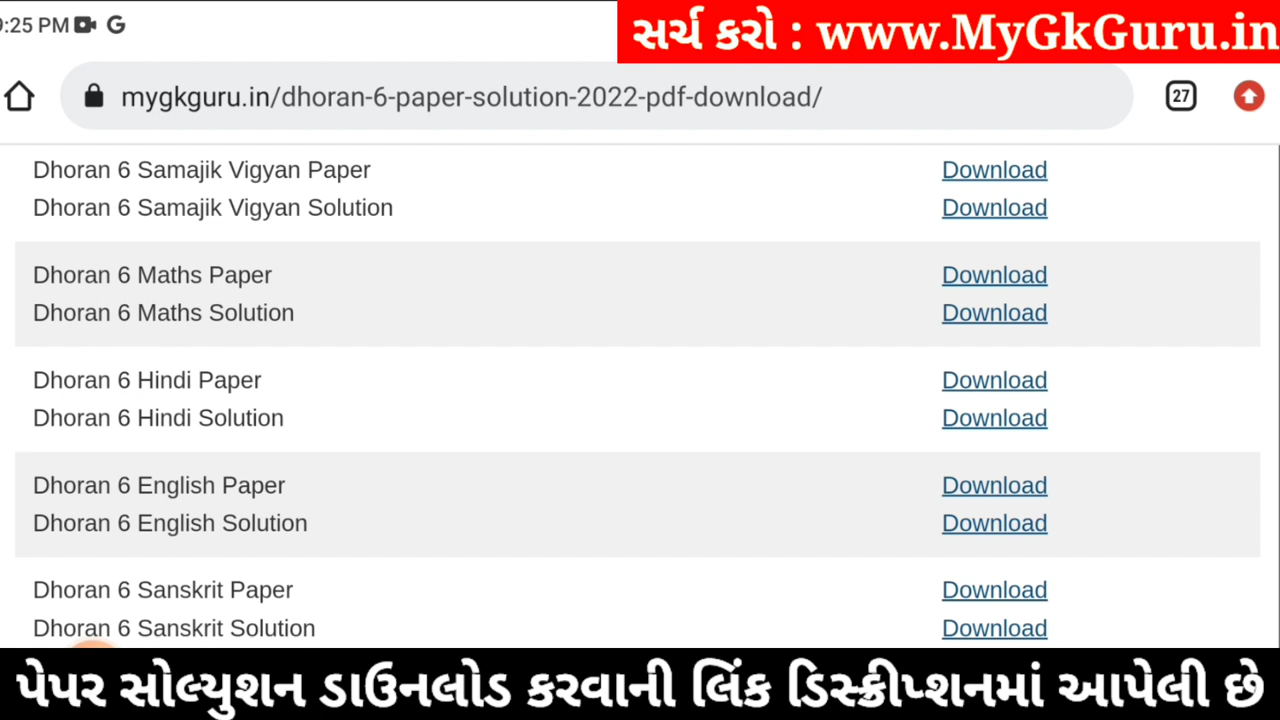 9:25 PM
સર્ચ કરો : www.MyGkGuru.in
mygkguru.in/dhoran-6-paper-solution-2022-pdf-download/
27
Dhoran 6 Samajik Vigyan Paper Download
Dhoran 6 Samajik Vigyan Solution Download
Dhoran 6 Maths Paper Download
Dhoran 6 Maths Solution Download
Dhoran 6 Hindi Paper Download
Dhoran 6 Hindi Solution Download
Dhoran 6 English Paper Download
Dhoran 6 English Solution Download
Dhoran 6 Sanskrit Paper Download
Dhoran 6 Sanskrit Solution Download
પેપર સોલ્યુશન ડાઉનલોડ કરવાની લિંક ડિસ્ક્રીપ્શનમાં આપેલી છે